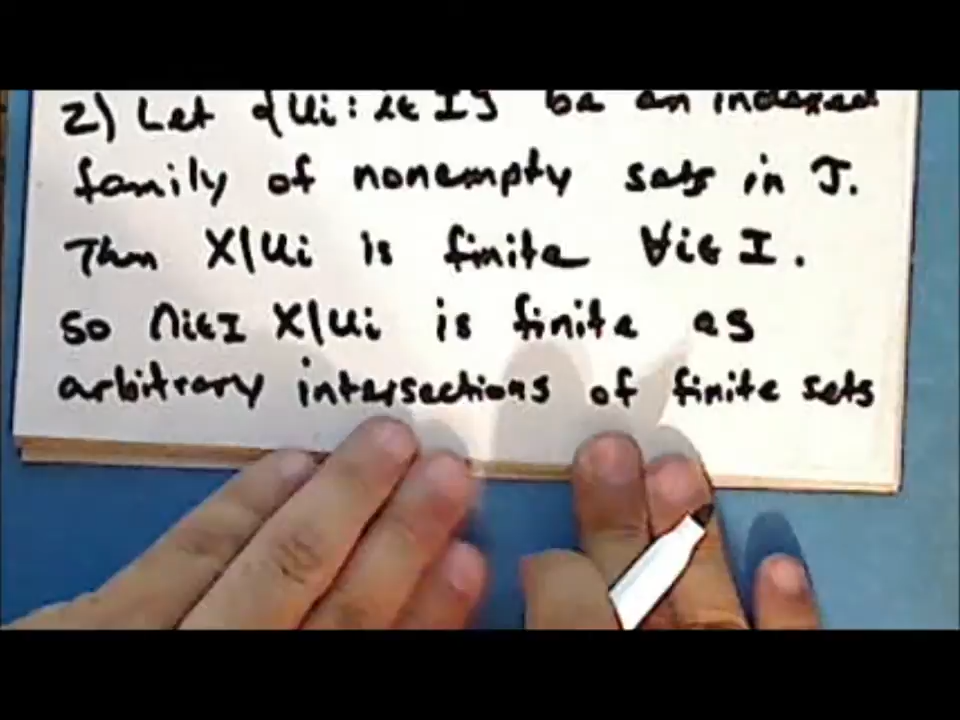 2) Let {Ui : i∈I} be an indexed
family of nonempty sets in J.
Then X\Ui is finite ∀i∈I.
So ∩i∈I X\Ui is finite as
arbitrary intersections of finite sets